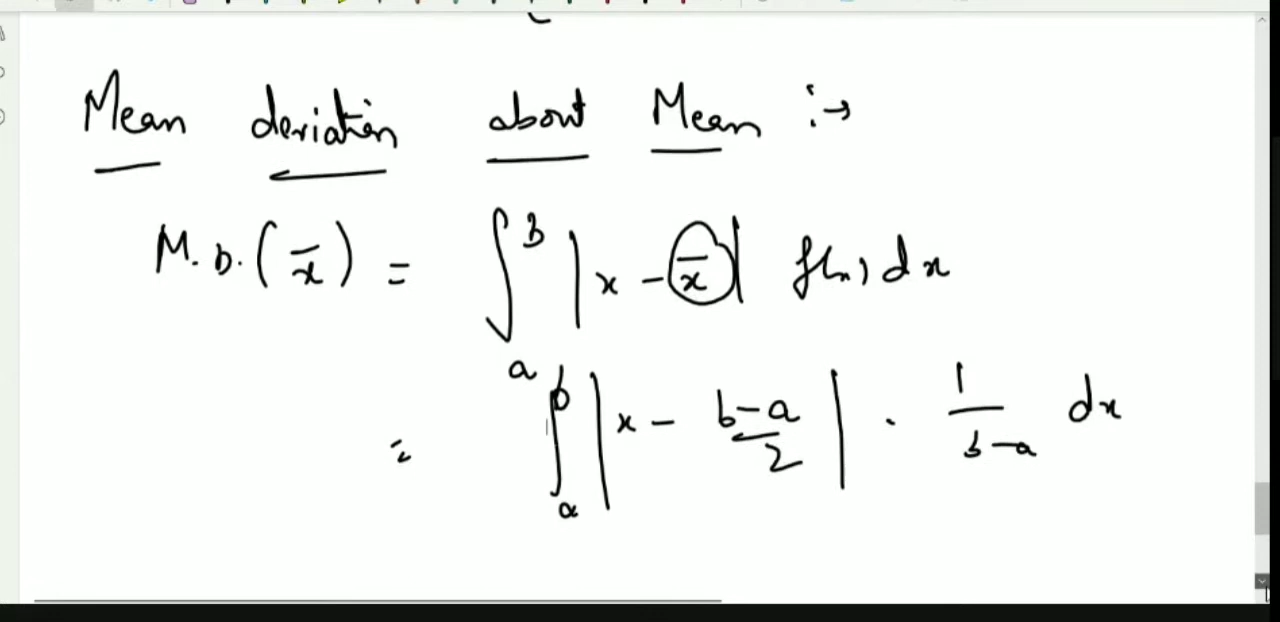 Mean deviation about Mean :→
M.D.(x̄) = ∫_a^b |x - x̄| f(x) dx
= ∫_a^b |x - (b-a)/2| · 1/(b-a) dx